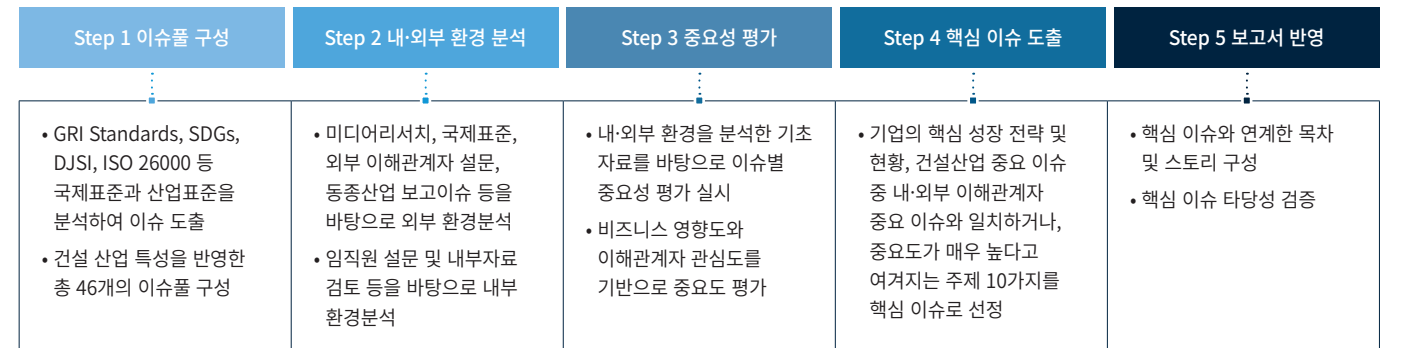 Step 1 이슈풀 구성
• GRI Standards, SDGs,
DJSI, ISO 26000 등
국제표준과 산업표준을
분석하여 이슈 도출
• 건설 산업 특성을 반영한
총 46개의 이슈풀 구성
Step 2 내·외부 환경 분석
• 미디어리서치, 국제표준,
외부 이해관계자 설문,
동종산업 보고이슈 등을
바탕으로 외부 환경분석
• 임직원 설문 및 내부자료
검토 등을 바탕으로 내부
환경분석
Step 3 중요성 평가
• 내·외부 환경을 분석한 기초
자료를 바탕으로 이슈별
중요성 평가 실시
• 비즈니스 영향도와
이해관계자 관심도를
기반으로 중요도 평가
Step 4 핵심 이슈 도출
• 기업의 핵심 성장 전략 및
현황, 건설산업 중요 이슈
중 내·외부 이해관계자
중요 이슈와 일치하거나,
중요도가 매우 높다고
여겨지는 주제 10가지를
핵심 이슈로 선정
Step 5 보고서 반영
• 핵심 이슈와 연계한 목차
및 스토리 구성
• 핵심 이슈 타당성 검증